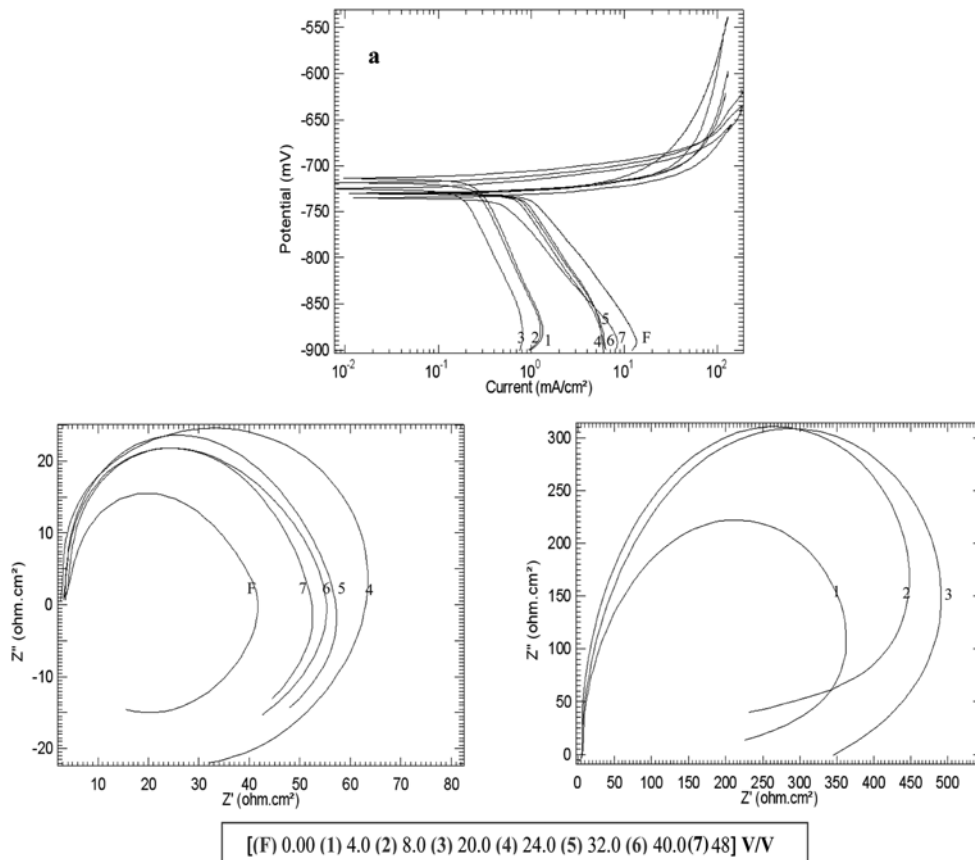 a
Potential (mV)
-550
-600
-650
-700
-750
-800
-850
-900
3 2 1 4 5 6 7 F
10⁻² 10⁻¹ 10⁰ 10¹ 10²
Current (mA/cm²)
Z'' (ohm.cm²)
20
10
0
-10
-20
F 7 6 5 4
10 20 30 40 50 60 70 80
Z' (ohm.cm²)
Z'' (ohm.cm²)
300
250
200
150
100
50
0
1 2 3
0 50 100 150 200 250 300 350 400 450 500
Z' (ohm.cm²)
[(F) 0.00 (1) 4.0 (2) 8.0 (3) 20.0 (4) 24.0 (5) 32.0 (6) 40.0(7) 48] V/V